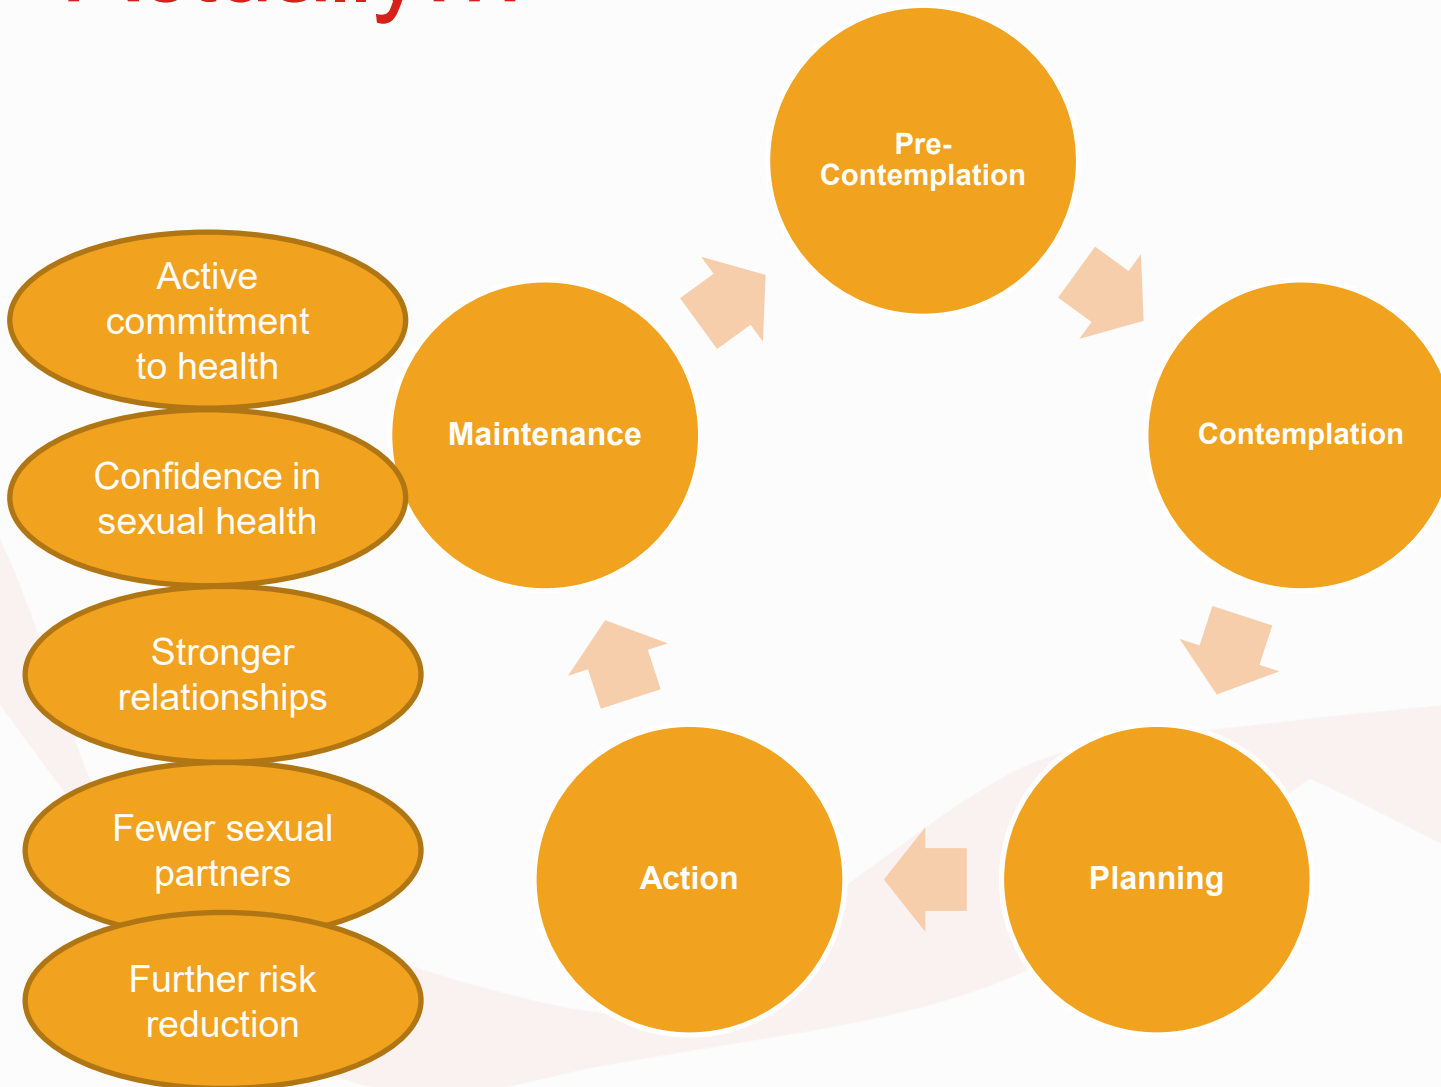 Actually...
Pre-
Contemplation
Contemplation
Planning
Action
Maintenance
Active
commitment
to health
Confidence in
sexual health
Stronger
relationships
Fewer sexual
partners
Further risk
reduction